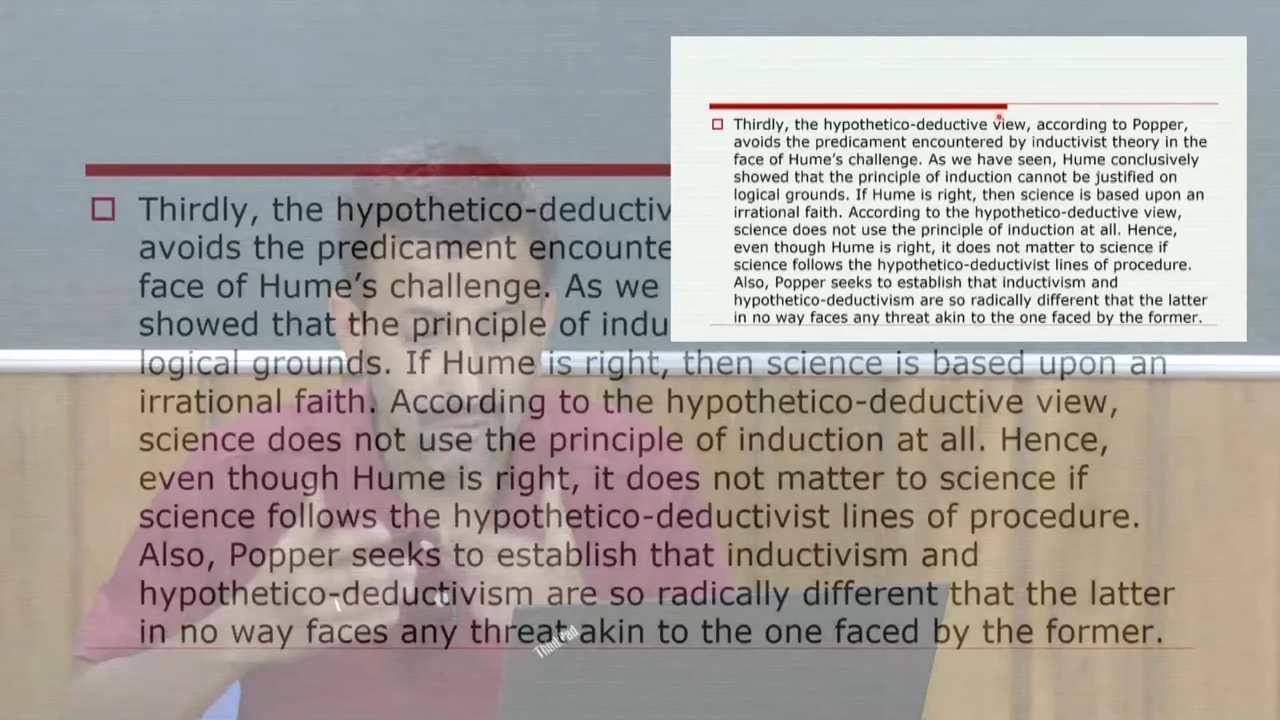 Thirdly, the hypothetico-deductive view, according to Popper,
avoids the predicament encountered by inductivist theory in the
face of Hume's challenge. As we have seen, Hume conclusively
showed that the principle of induction cannot be justified on
logical grounds. If Hume is right, then science is based upon an
irrational faith. According to the hypothetico-deductive view,
science does not use the principle of induction at all. Hence,
even though Hume is right, it does not matter to science if
science follows the hypothetico-deductivist lines of procedure.
Also, Popper seeks to establish that inductivism and
hypothetico-deductivism are so radically different that the latter
in no way faces any threat akin to the one faced by the former.
Thirdly, the hypothetico-deductiv
avoids the predicament encounte
face of Hume's challenge. As we
showed that the principle of indu
logical grounds. If Hume is right, then science is based upon an
irrational faith. According to the hypothetico-deductive view,
science does not use the principle of induction at all. Hence,
even though Hume is right, it does not matter to science if
science follows the hypothetico-deductivist lines of procedure.
Also, Popper seeks to establish that inductivism and
hypothetico-deductivism are so radically different that the latter
in no way faces any threat akin to the one faced by the former.
ThinkPad